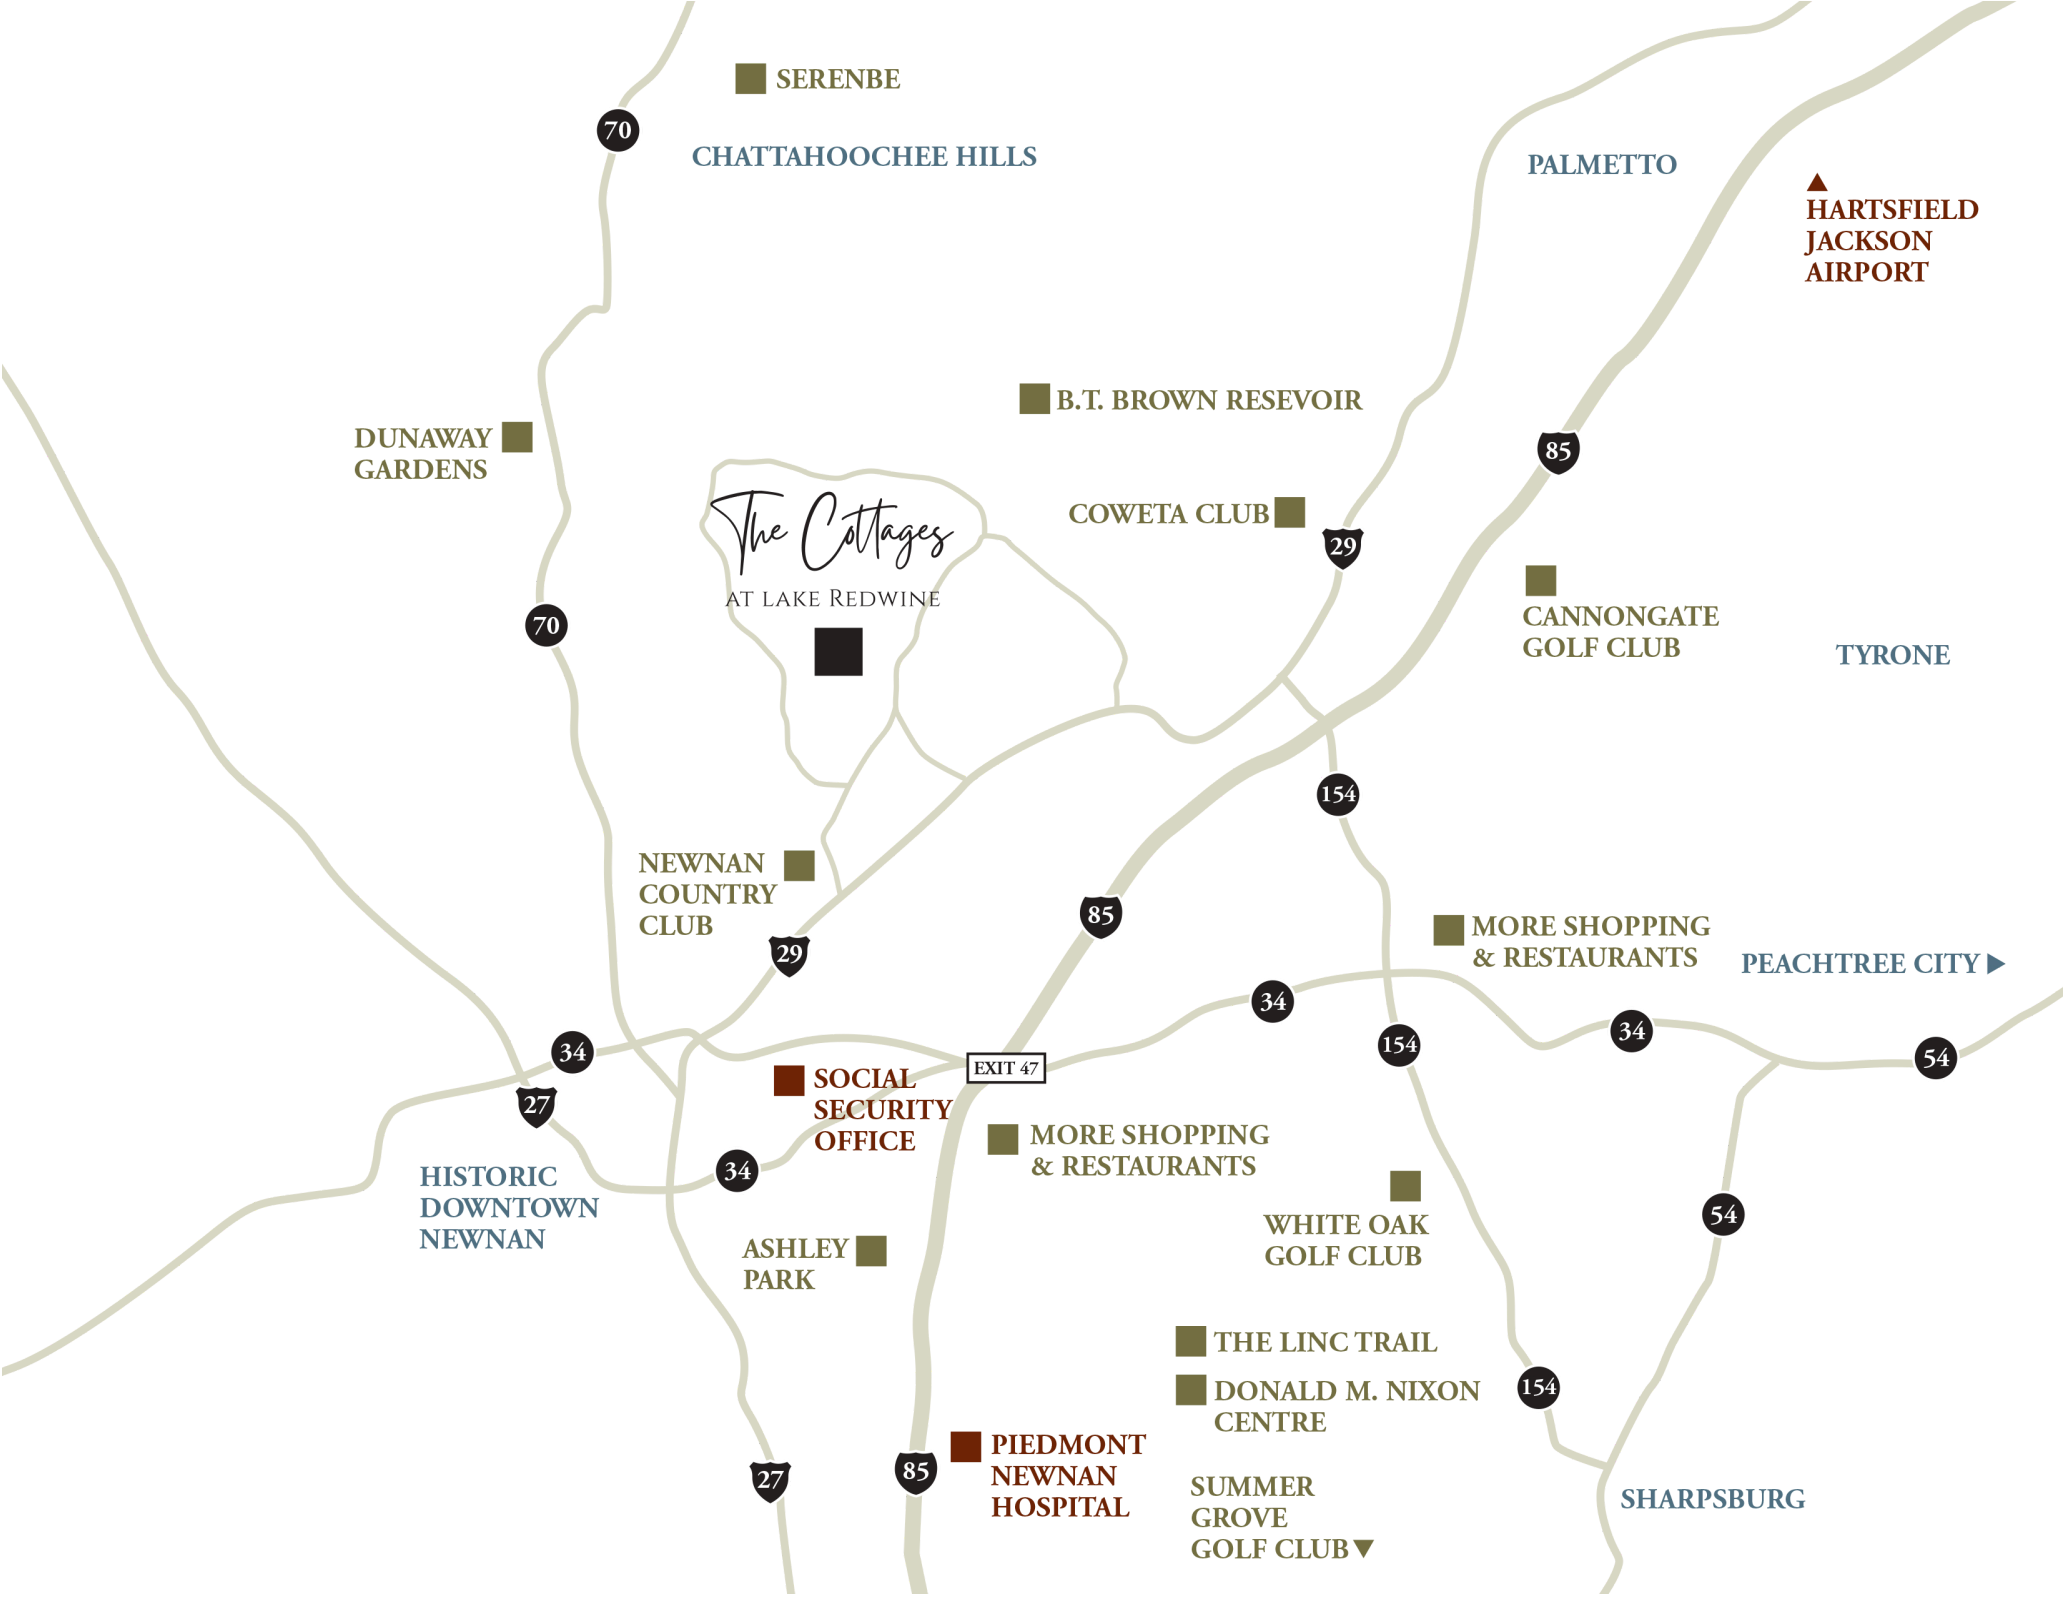 SERENBE
70
CHATTAHOOCHEE HILLS
PALMETTO
HARTSFIELD
JACKSON
AIRPORT
B.T. BROWN RESEVOIR
DUNAWAY
GARDENS
85
COWETA CLUB
29
The Cottages
AT LAKE REDWINE
CANNONGATE
GOLF CLUB
70
TYRONE
154
NEWNAN
COUNTRY
CLUB
29
85
MORE SHOPPING
& RESTAURANTS
PEACHTREE CITY
34
34
34
154
54
EXIT 47
SOCIAL
SECURITY
OFFICE
27
MORE SHOPPING
& RESTAURANTS
34
HISTORIC
DOWNTOWN
NEWNAN
WHITE OAK
GOLF CLUB
54
ASHLEY
PARK
THE LINC TRAIL
DONALD M. NIXON
CENTRE
154
PIEDMONT
NEWNAN
HOSPITAL
85
27
SUMMER
GROVE
GOLF CLUB
SHARPSBURG